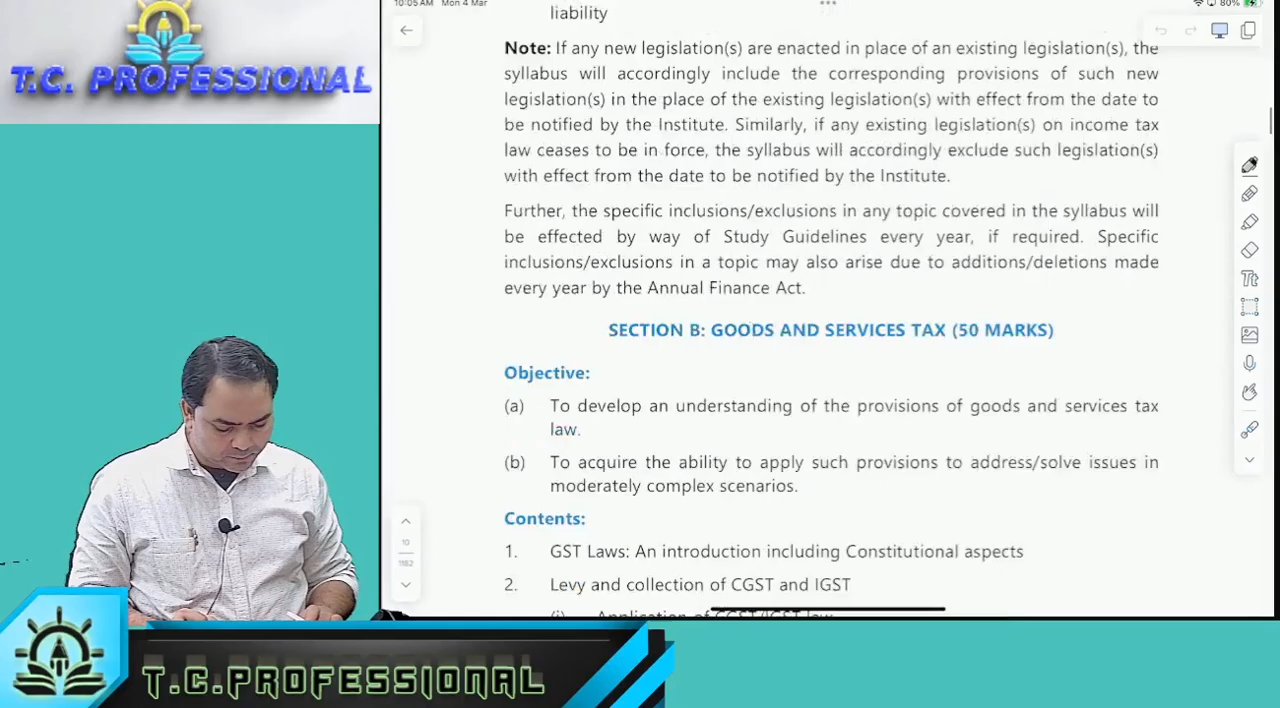 10:05AM Mon 4 Mar
80%
T.C. PROFESSIONAL
liability
Note: If any new legislation(s) are enacted in place of an existing legislation(s), the
syllabus will accordingly include the corresponding provisions of such new
legislation(s) in the place of the existing legislation(s) with effect from the date to
be notified by the Institute. Similarly, if any existing legislation(s) on income tax
law ceases to be in force, the syllabus will accordingly exclude such legislation(s)
with effect from the date to be notified by the Institute.
Further, the specific inclusions/exclusions in any topic covered in the syllabus will
be effected by way of Study Guidelines every year, if required. Specific
inclusions/exclusions in a topic may also arise due to additions/deletions made
every year by the Annual Finance Act.
SECTION B: GOODS AND SERVICES TAX (50 MARKS)
Objective:
(a) To develop an understanding of the provisions of goods and services tax
law.
(b) To acquire the ability to apply such provisions to address/solve issues in
moderately complex scenarios.
Contents:
1. GST Laws: An introduction including Constitutional aspects
2. Levy and collection of CGST and IGST
(i) Application of CGST/IGST law
10
1182
Tt
T.C.PROFESSIONAL